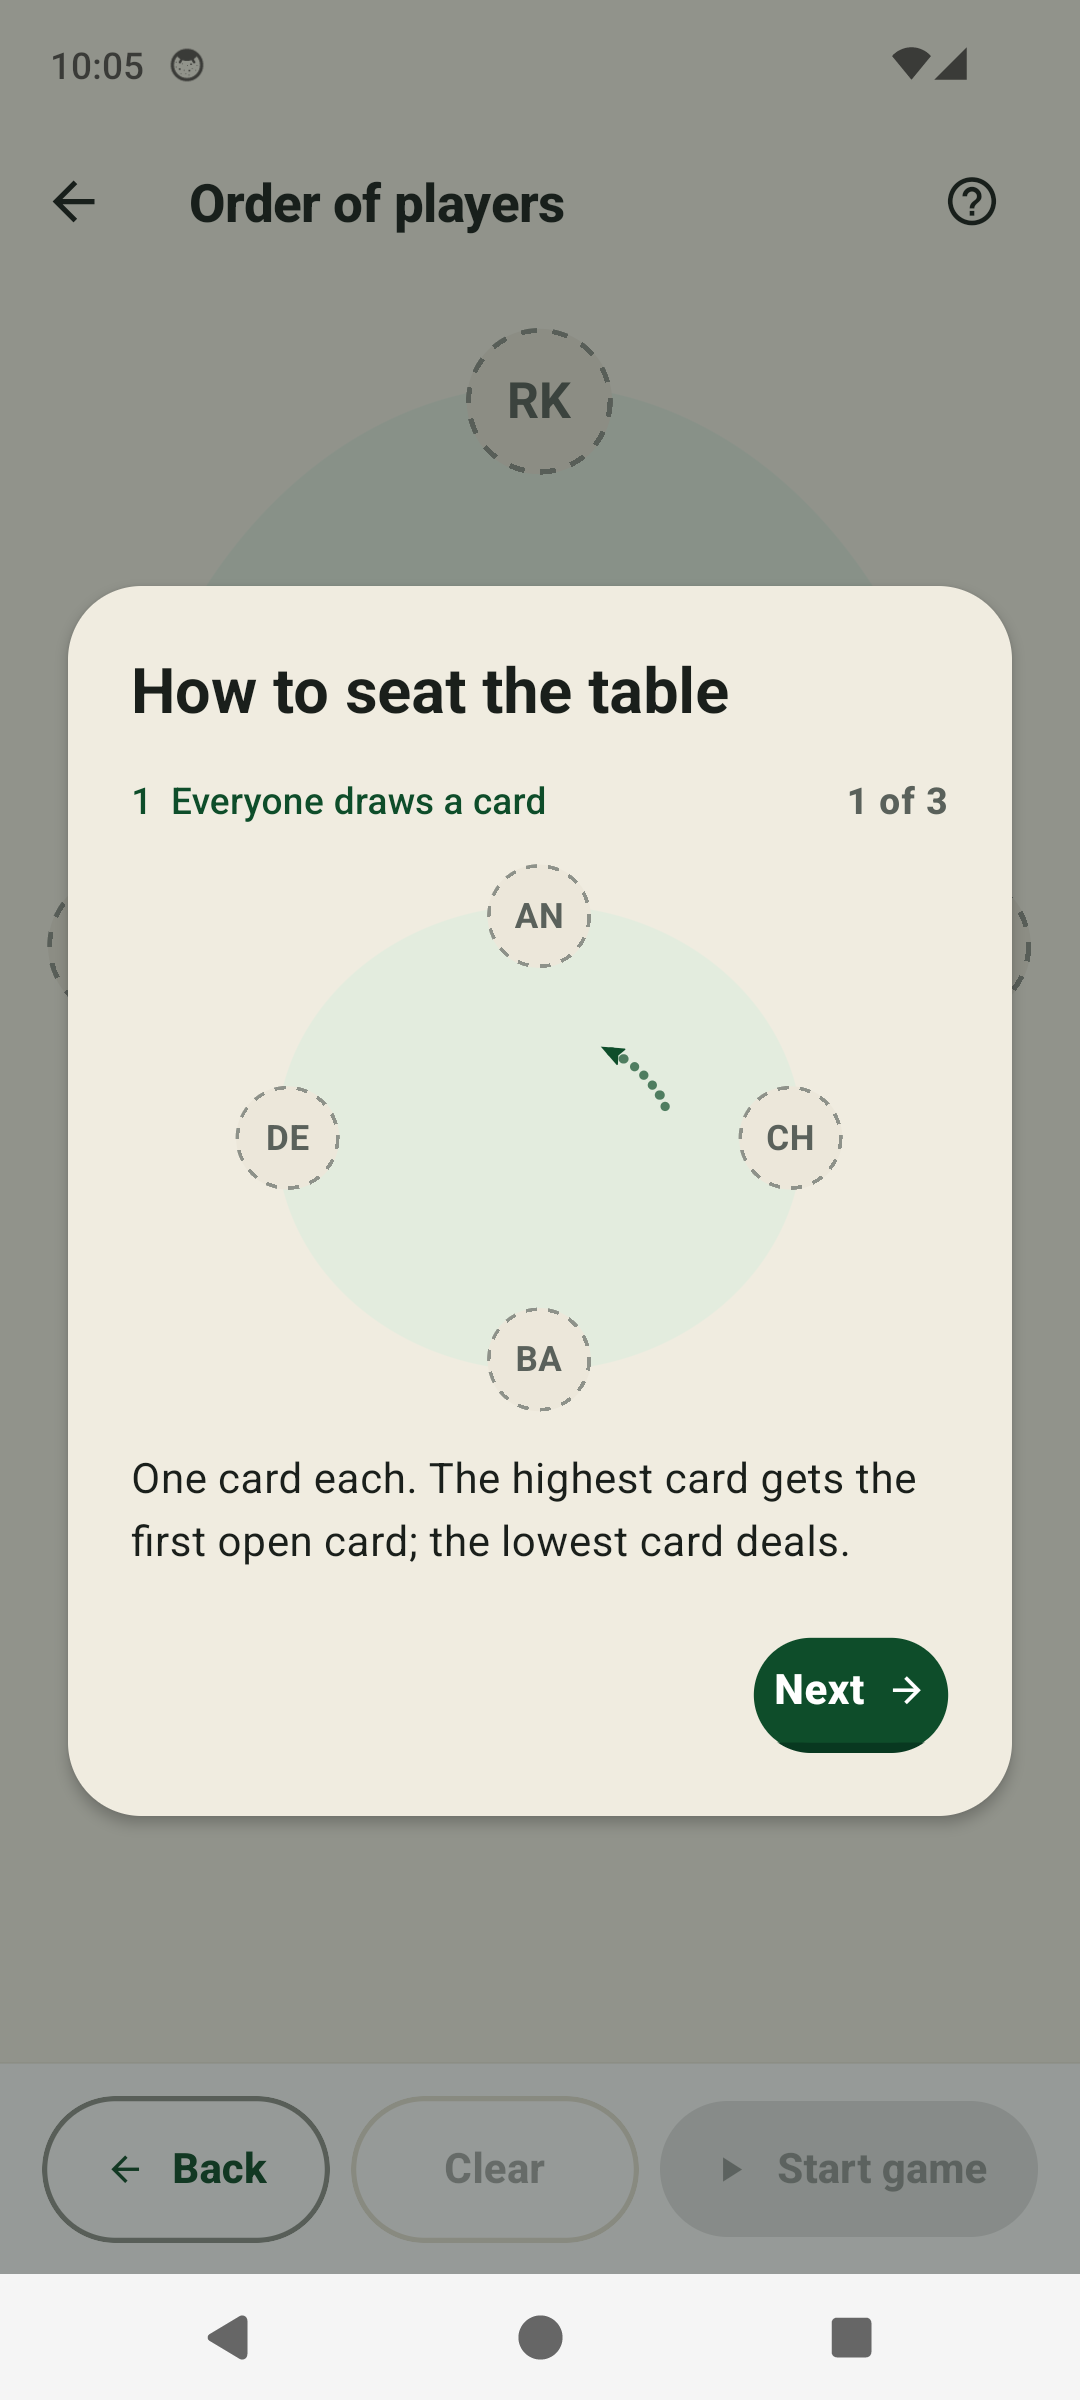 10:05
Order of players
RK
How to seat the table
1 Everyone draws a card
1 of 3
AN
DE
CH
BA
One card each. The highest card gets the
first open card; the lowest card deals.
Next
Back
Clear
Start game